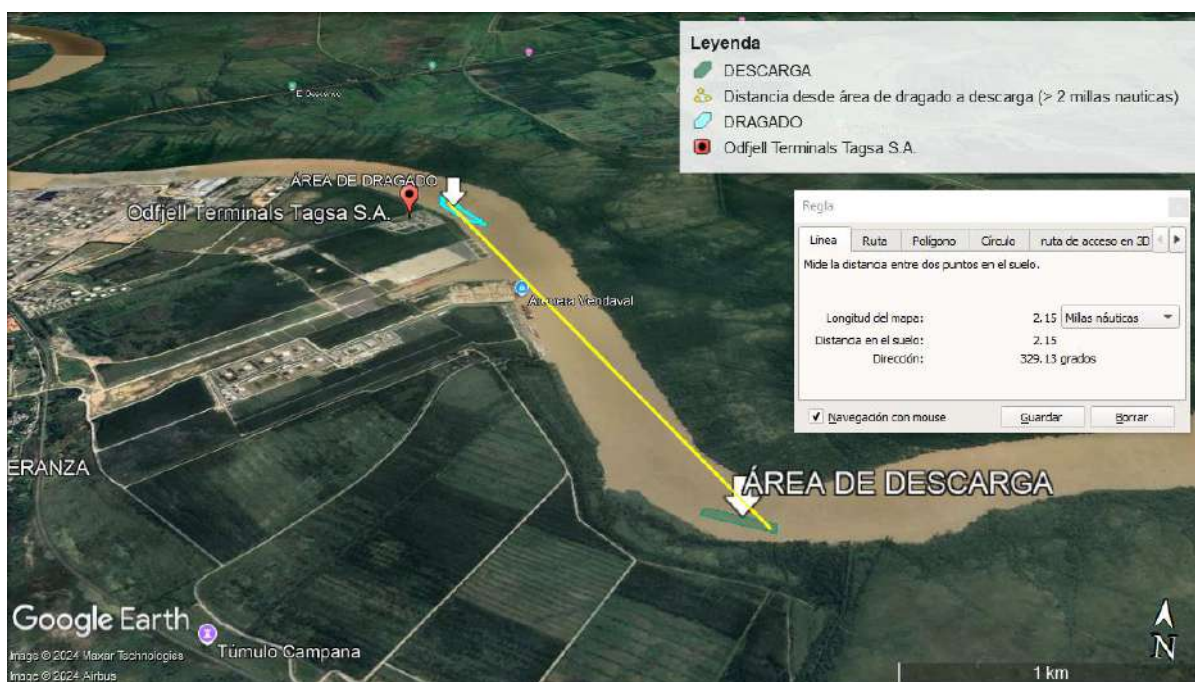 Leyenda
DESCARGA
Distancia desde área de dragado a descarga (> 2 millas nauticas)
DRAGADO
Odfjell Terminals Tagsa S.A.
El Descanso
ÁREA DE DRAGADO
Odfjell Terminals Tagsa S.A.
Regla
Línea Ruta Polígono Círculo ruta de acceso en 3D
Mide la distancia entre dos puntos en el suelo.
Longitud del mapa: 2.15 Millas náuticas
Distancia en el suelo: 2.15
Dirección: 329.13 grados
Navegación con mouse Guardar Borrar
Arenera Vendaval
ERANZA
ÁREA DE DESCARGA
Google Earth
Image © 2024 Maxar Technologies
Image © 2024 Airbus
Túmulo Campana
N
1 km